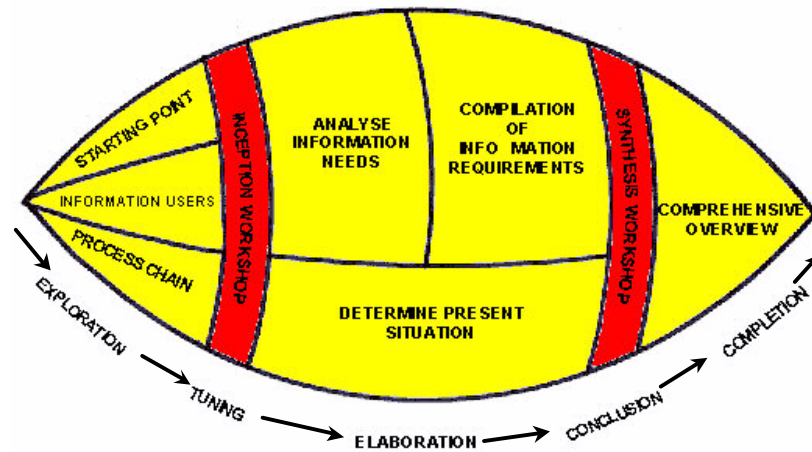 STARTING POINT
INFORMATION USERS
PROCESS CHAIN
INCEPTION WORKSHOP
ANALYSE
INFORMATION
NEEDS
COMPILATION
OF
INFO MATION
REQUIREMENTS
DETERMINE PRESENT
SITUATION
SYNTHESIS WORKSHOP
COMPREHENSIVE
OVERVIEW
EXPLORATION
TUNING
ELABORATION
CONCLUSION
COMPLETION